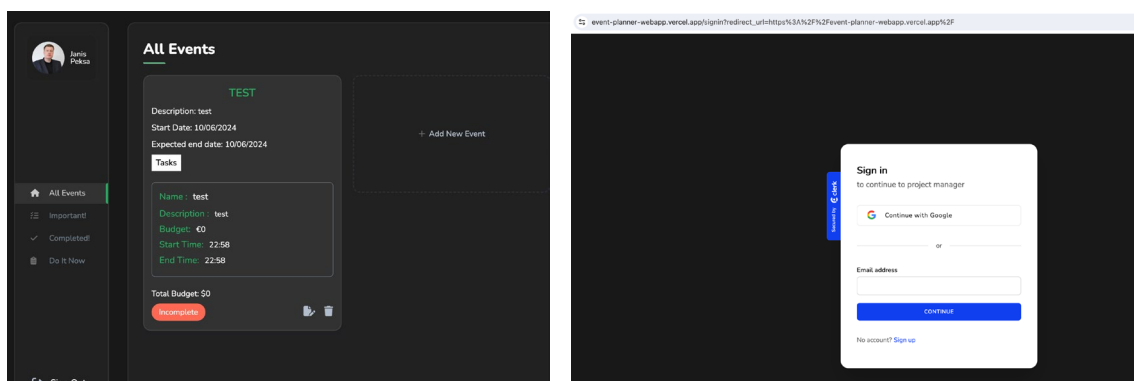 Janis
Peksa
All Events
Important!
Completed!
Do It Now
Sign Out
All Events
TEST
Description: test
Start Date: 10/06/2024
Expected end date: 10/06/2024
Tasks
Name : test
Description : test
Budget: €0
Start Time: 22:58
End Time: 22:58
Total Budget: $0
Incomplete
+ Add New Event
event-planner-webapp.vercel.app/signin?redirect_url=https%3A%2F%2Fevent-planner-webapp.vercel.app%2F
Sign in
to continue to project manager
Secured by clerk
Continue with Google
or
Email address
CONTINUE
No account? Sign up